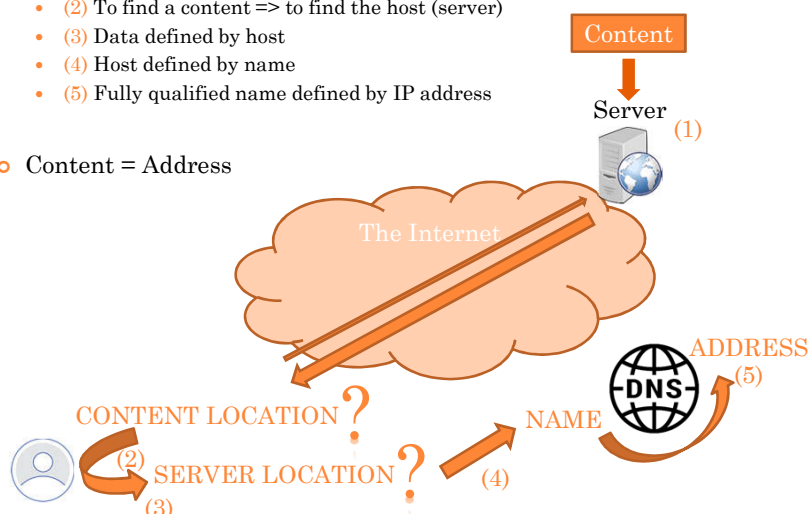 (2) To find a content => to find the host (server)
(3) Data defined by host
(4) Host defined by name
(5) Fully qualified name defined by IP address
Content
Server
(1)
Content = Address
The Internet
ADDRESS
(5)
DNS
CONTENT LOCATION ?
NAME
(2)
SERVER LOCATION ?
(4)
(3)